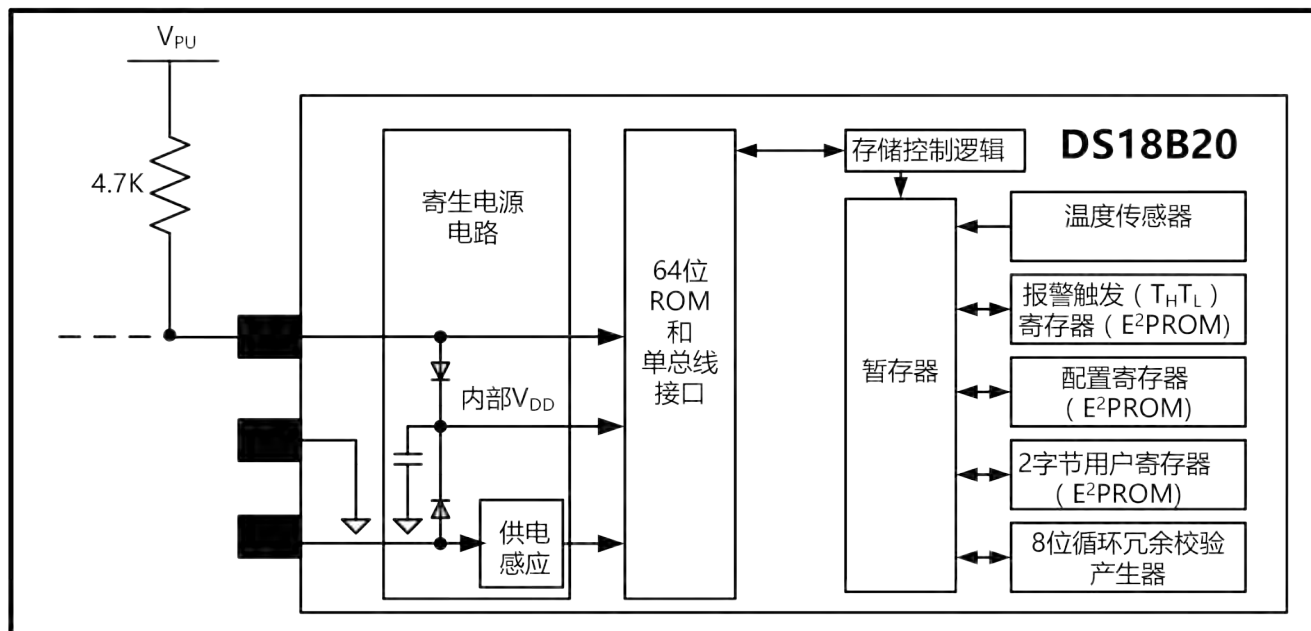 V_PU
4.7K
DS18B20
寄生电源
电路
内部V_DD
供电
感应
64位
ROM
和
单总线
接口
存储控制逻辑
暂存器
温度传感器
报警触发（T_HT_L）
寄存器（E²PROM)
配置寄存器
（E²PROM)
2字节用户寄存器
（E²PROM)
8位循环冗余校验
产生器